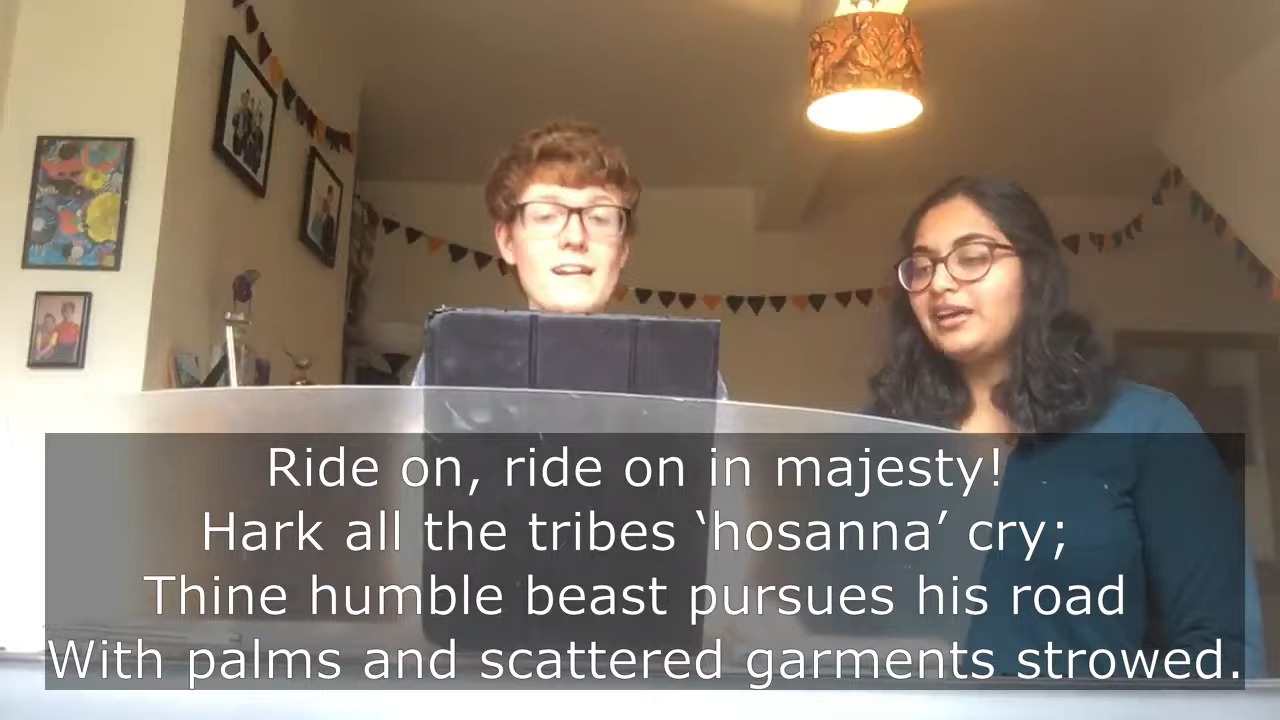 Ride on, ride on in majesty!
Hark all the tribes ‘hosanna’ cry;
Thine humble beast pursues his road
With palms and scattered garments strowed.